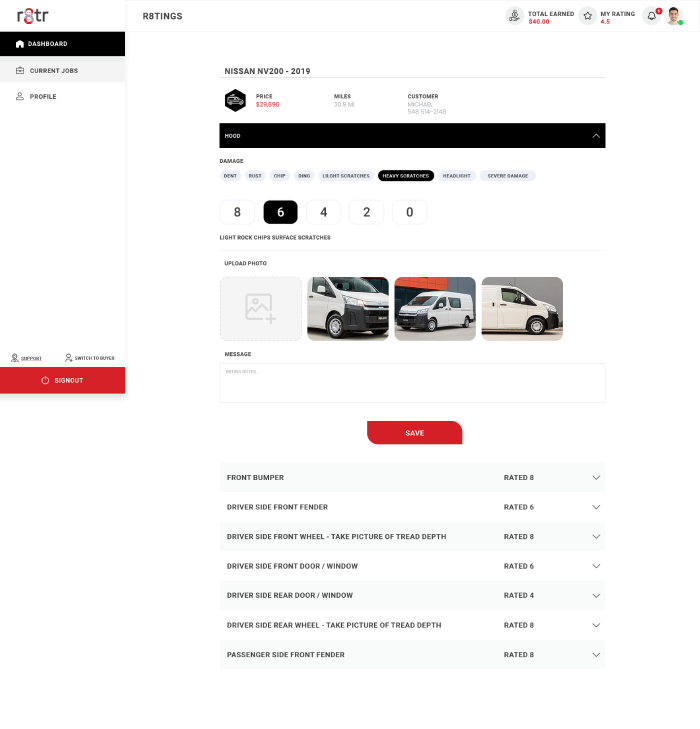 r8tr
R8TINGS
TOTAL EARNED
$40.00
MY RATING
4.5
DASHBOARD
CURRENT JOBS
PROFILE
SUPPORT
SWITCH TO BUYER
SIGNOUT
NISSAN NV200 - 2019
PRICE
$29,890
MILES
30.9 MI
CUSTOMER
MICHAEL
548 514-2148
HOOD
DAMAGE
DENT RUST CHIP DING LILGHT SCRATCHES HEAVY SCRATCHES HEADLIGHT SEVERE DAMAGE
8 6 4 2 0
LIGHT ROCK CHIPS SURFACE SCRATCHES
UPLOAD PHOTO
MESSAGE
RATING NOTES...
SAVE
FRONT BUMPER RATED 8
DRIVER SIDE FRONT FENDER RATED 6
DRIVER SIDE FRONT WHEEL - TAKE PICTURE OF TREAD DEPTH RATED 8
DRIVER SIDE FRONT DOOR / WINDOW RATED 6
DRIVER SIDE REAR DOOR / WINDOW RATED 4
DRIVER SIDE REAR WHEEL - TAKE PICTURE OF TREAD DEPTH RATED 8
PASSENGER SIDE FRONT FENDER RATED 8